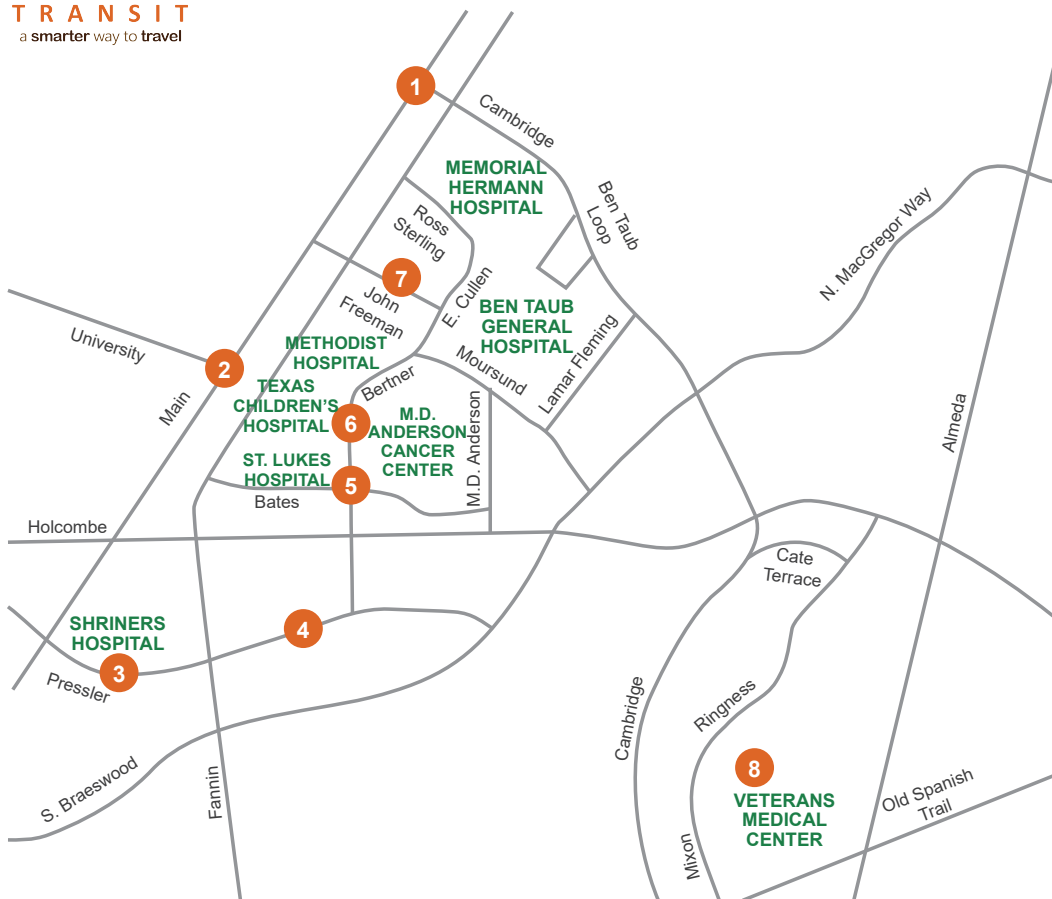 TRANSIT
a smarter way to travel
1
Cambridge
MEMORIAL
HERMANN
HOSPITAL
Ben Taub
Loop
Ross
Sterling
N. MacGregor Way
7
John
Freeman
E. Cullen
BEN TAUB
GENERAL
HOSPITAL
University
2
METHODIST
HOSPITAL
Moursund
Lamar Fleming
Main
TEXAS
CHILDREN'S
HOSPITAL
Bertner
6
M.D.
ANDERSON
CANCER
CENTER
M.D. Anderson
Almeda
ST. LUKES
HOSPITAL
5
Bates
Holcombe
Cate
Terrace
SHRINERS
HOSPITAL
4
3
Pressler
Cambridge
Ringness
S. Braeswood
Fannin
8
VETERANS
MEDICAL
CENTER
Old Spanish
Trail
Mixon